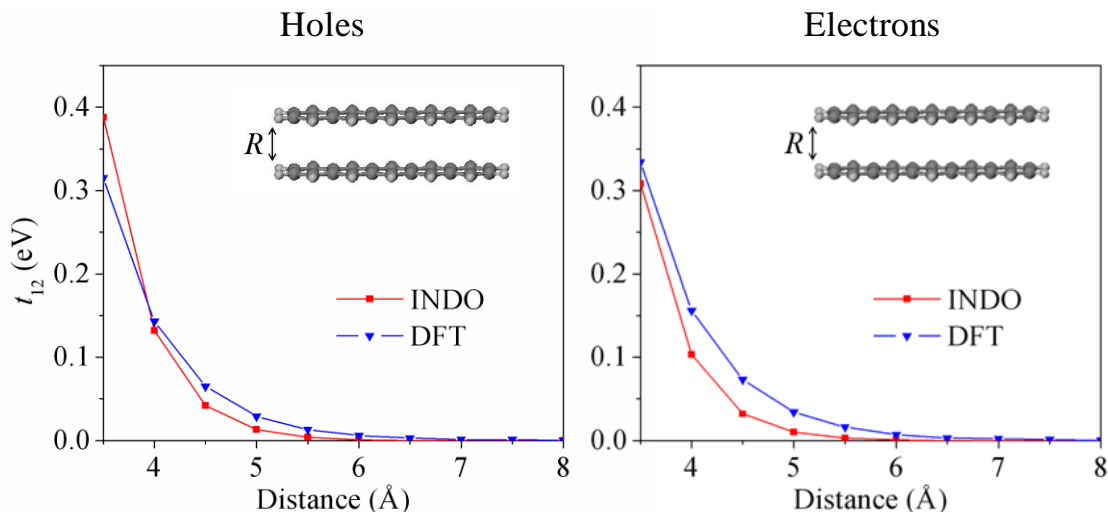 Holes
0.4
0.3
0.2
0.1
0.0
t12 (eV)
R
INDO
DFT
4 5 6 7 8
Distance (Å)
Electrons
0.4
0.3
0.2
0.1
0.0
R
INDO
DFT
4 5 6 7 8
Distance (Å)